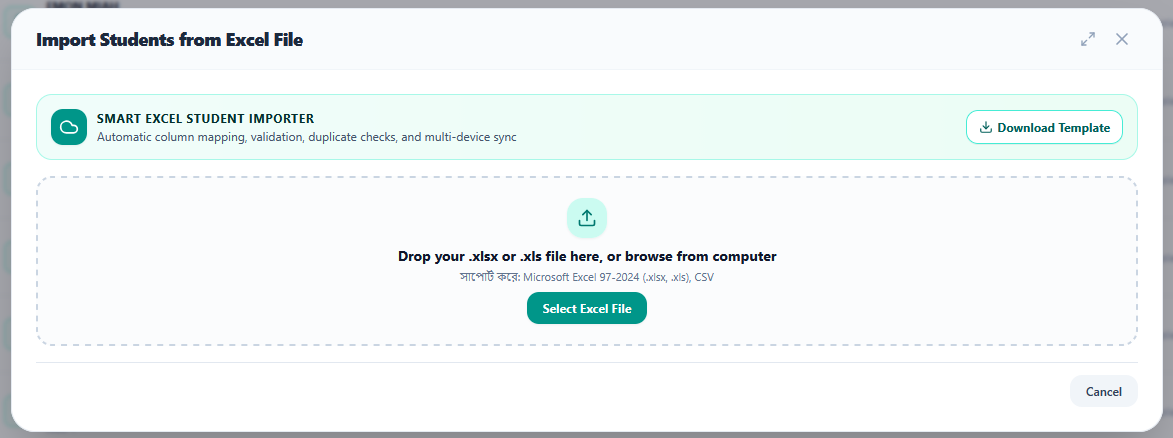 Import Students from Excel File
SMART EXCEL STUDENT IMPORTER
Automatic column mapping, validation, duplicate checks, and multi-device sync
Download Template
Drop your .xlsx or .xls file here, or browse from computer
সাপোর্ট করে: Microsoft Excel 97-2024 (.xlsx, .xls), CSV
Select Excel File
Cancel